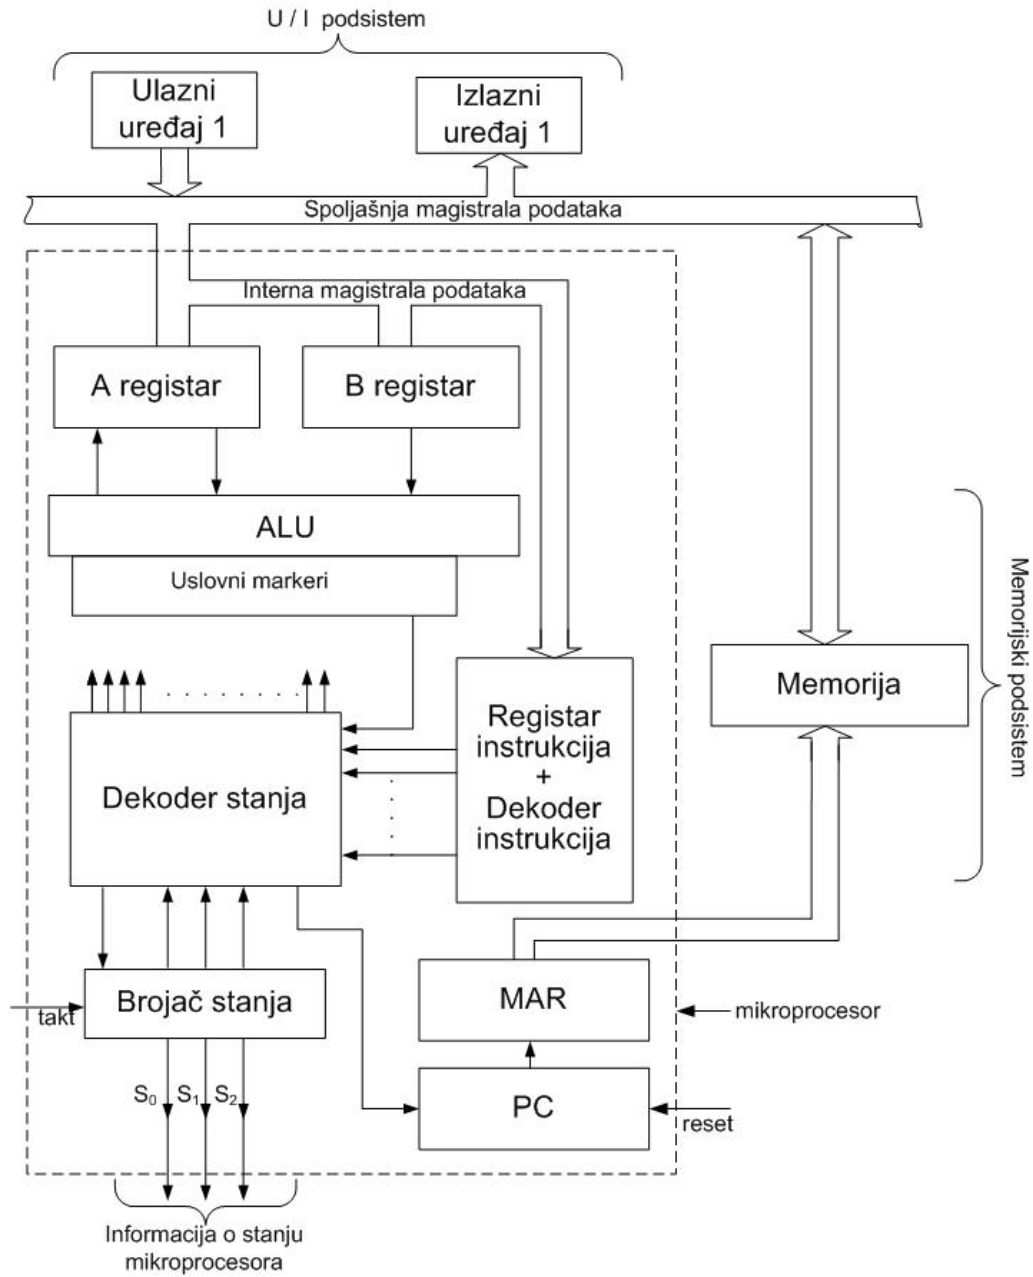 U / I podsistem
Ulazni
uređaj 1
Izlazni
uređaj 1
Spoljašnja magistrala podataka
Interna magistrala podataka
A registar
B registar
ALU
Uslovni markeri
Memorijski podsistem
Memorija
Registar
instrukcija
+
Dekoder
instrukcija
Dekoder stanja
Brojač stanja
takt
MAR
mikroprocesor
S0
S1
S2
PC
reset
Informacija o stanju
mikroprocesora